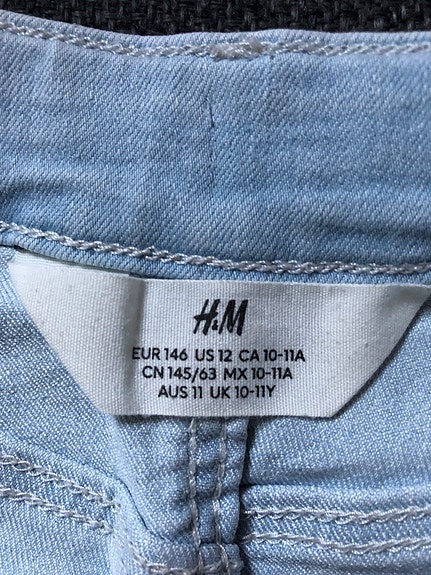 H&M
EUR 146 US 12 CA 10-11A
CN 145/63 MX 10-11A
AUS 11 UK 10-11Y